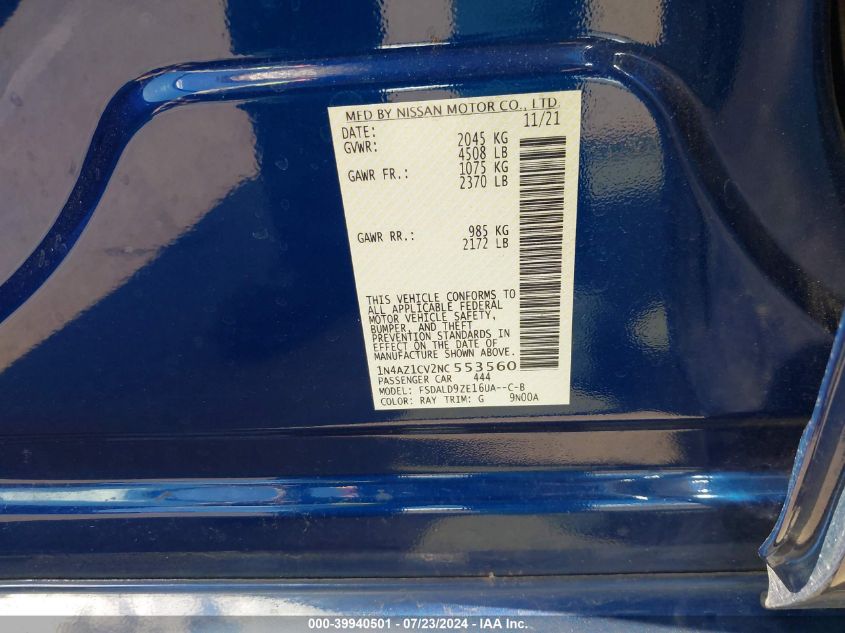 MFD BY NISSAN MOTOR CO., LTD.
DATE: 11/21
GVWR: 2045 KG
4508 LB
GAWR FR.: 1075 KG
2370 LB
GAWR RR.: 985 KG
2172 LB
THIS VEHICLE CONFORMS TO
ALL APPLICABLE FEDERAL
MOTOR VEHICLE SAFETY,
BUMPER, AND THEFT
PREVENTION STANDARDS IN
EFFECT ON THE DATE OF
MANUFACTURE SHOWN ABOVE.
1N4AZ1CV2NC 553560
PASSENGER CAR 444
MODEL: FSDALD9ZE16UA--C-B
COLOR: RAY TRIM: G 9N00A
000-39940501 - 07/23/2024 - IAA Inc.